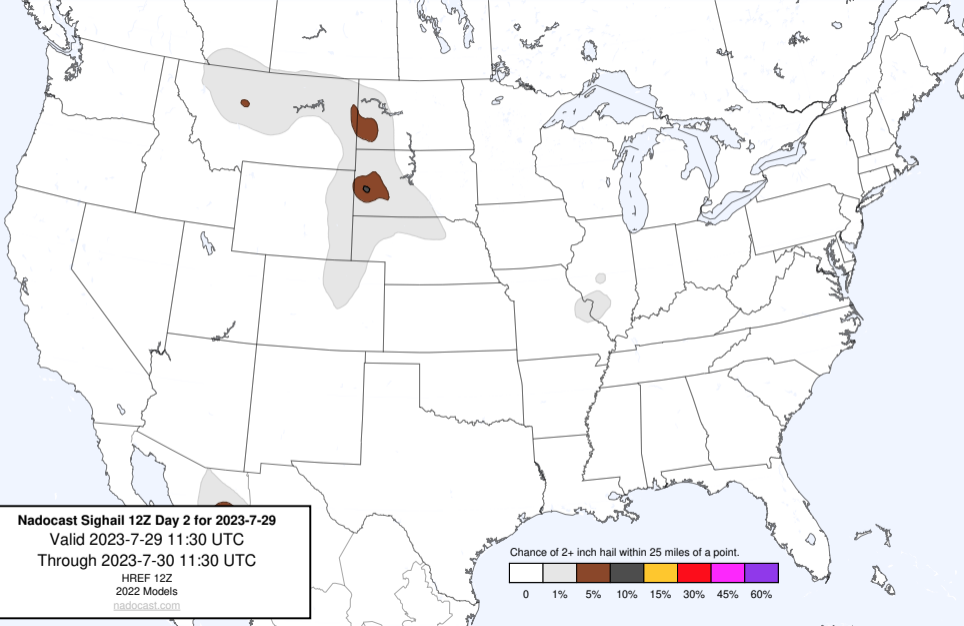 Nadocast Sighail 12Z Day 2 for 2023-7-29
Valid 2023-7-29 11:30 UTC
Through 2023-7-30 11:30 UTC
HREF 12Z
2022 Models
nadocast.com
Chance of 2+ inch hail within 25 miles of a point.
0 1% 5% 10% 15% 30% 45% 60%